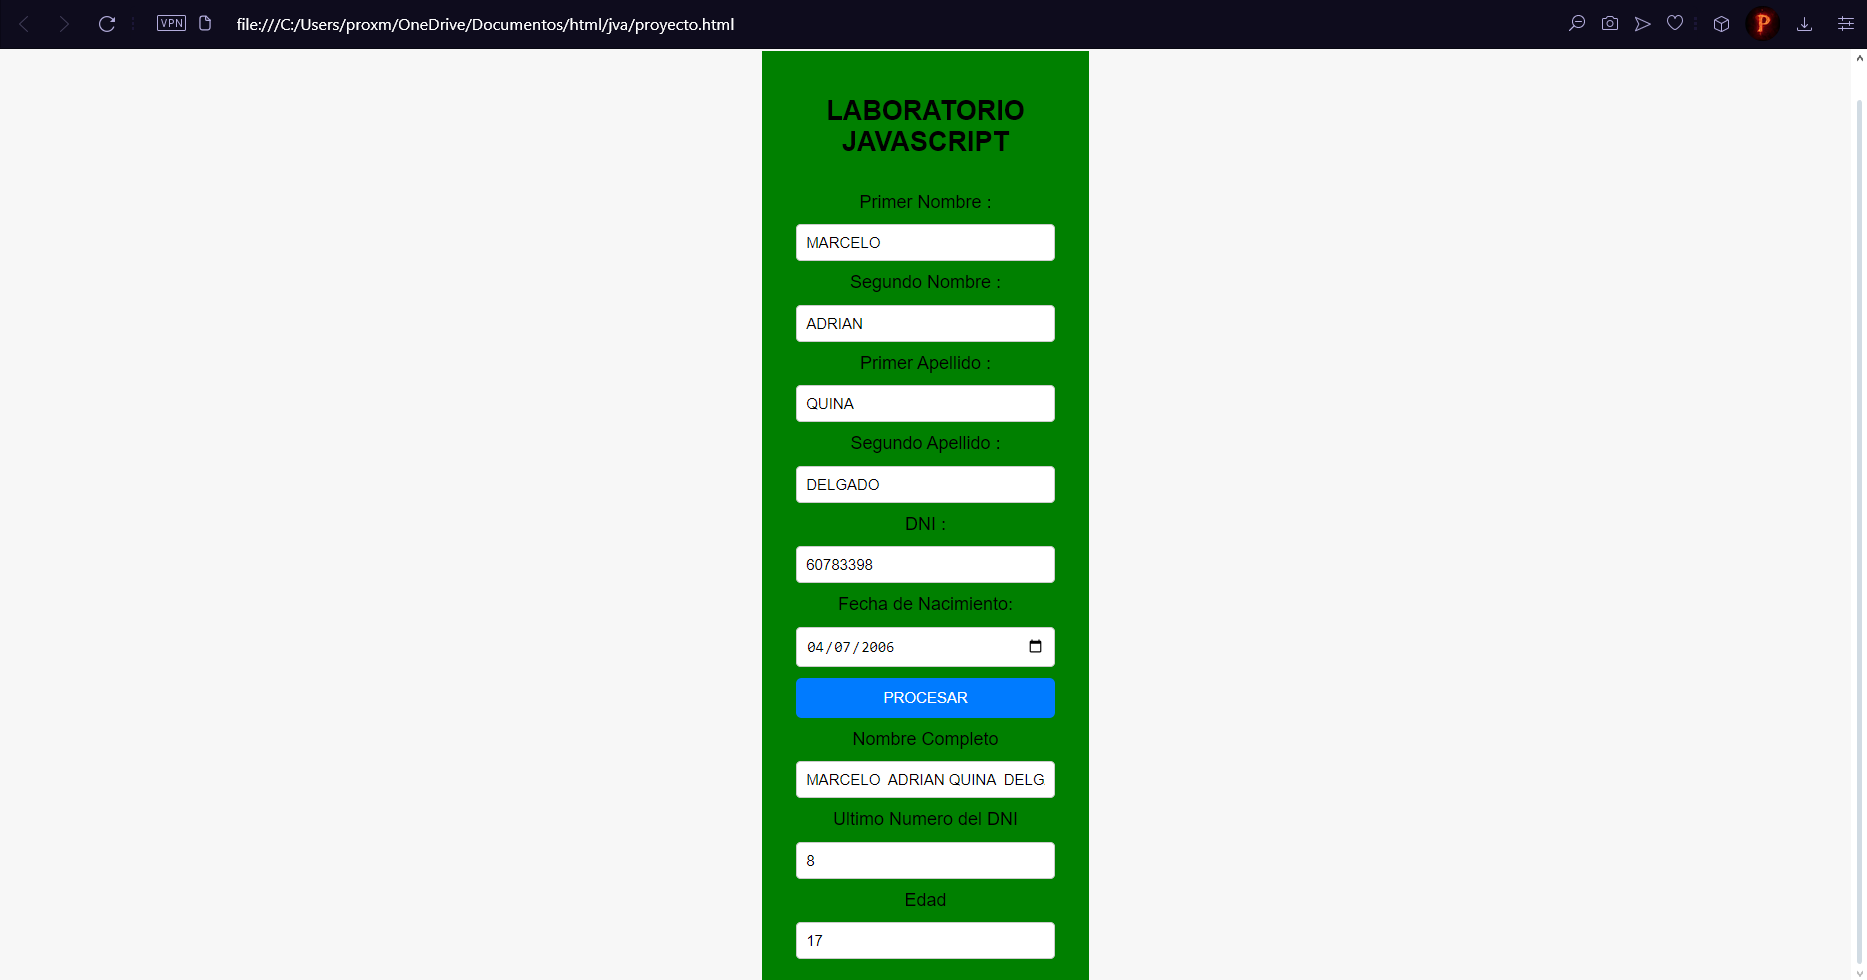 VPN
file:///C:/Users/proxm/OneDrive/Documentos/html/jva/proyecto.html
P
LABORATORIO
JAVASCRIPT
Primer Nombre :
MARCELO
Segundo Nombre :
ADRIAN
Primer Apellido :
QUINA
Segundo Apellido :
DELGADO
DNI :
60783398
Fecha de Nacimiento:
04/07/2006
PROCESAR
Nombre Completo
MARCELO  ADRIAN QUINA  DELG
Ultimo Numero del DNI
8
Edad
17